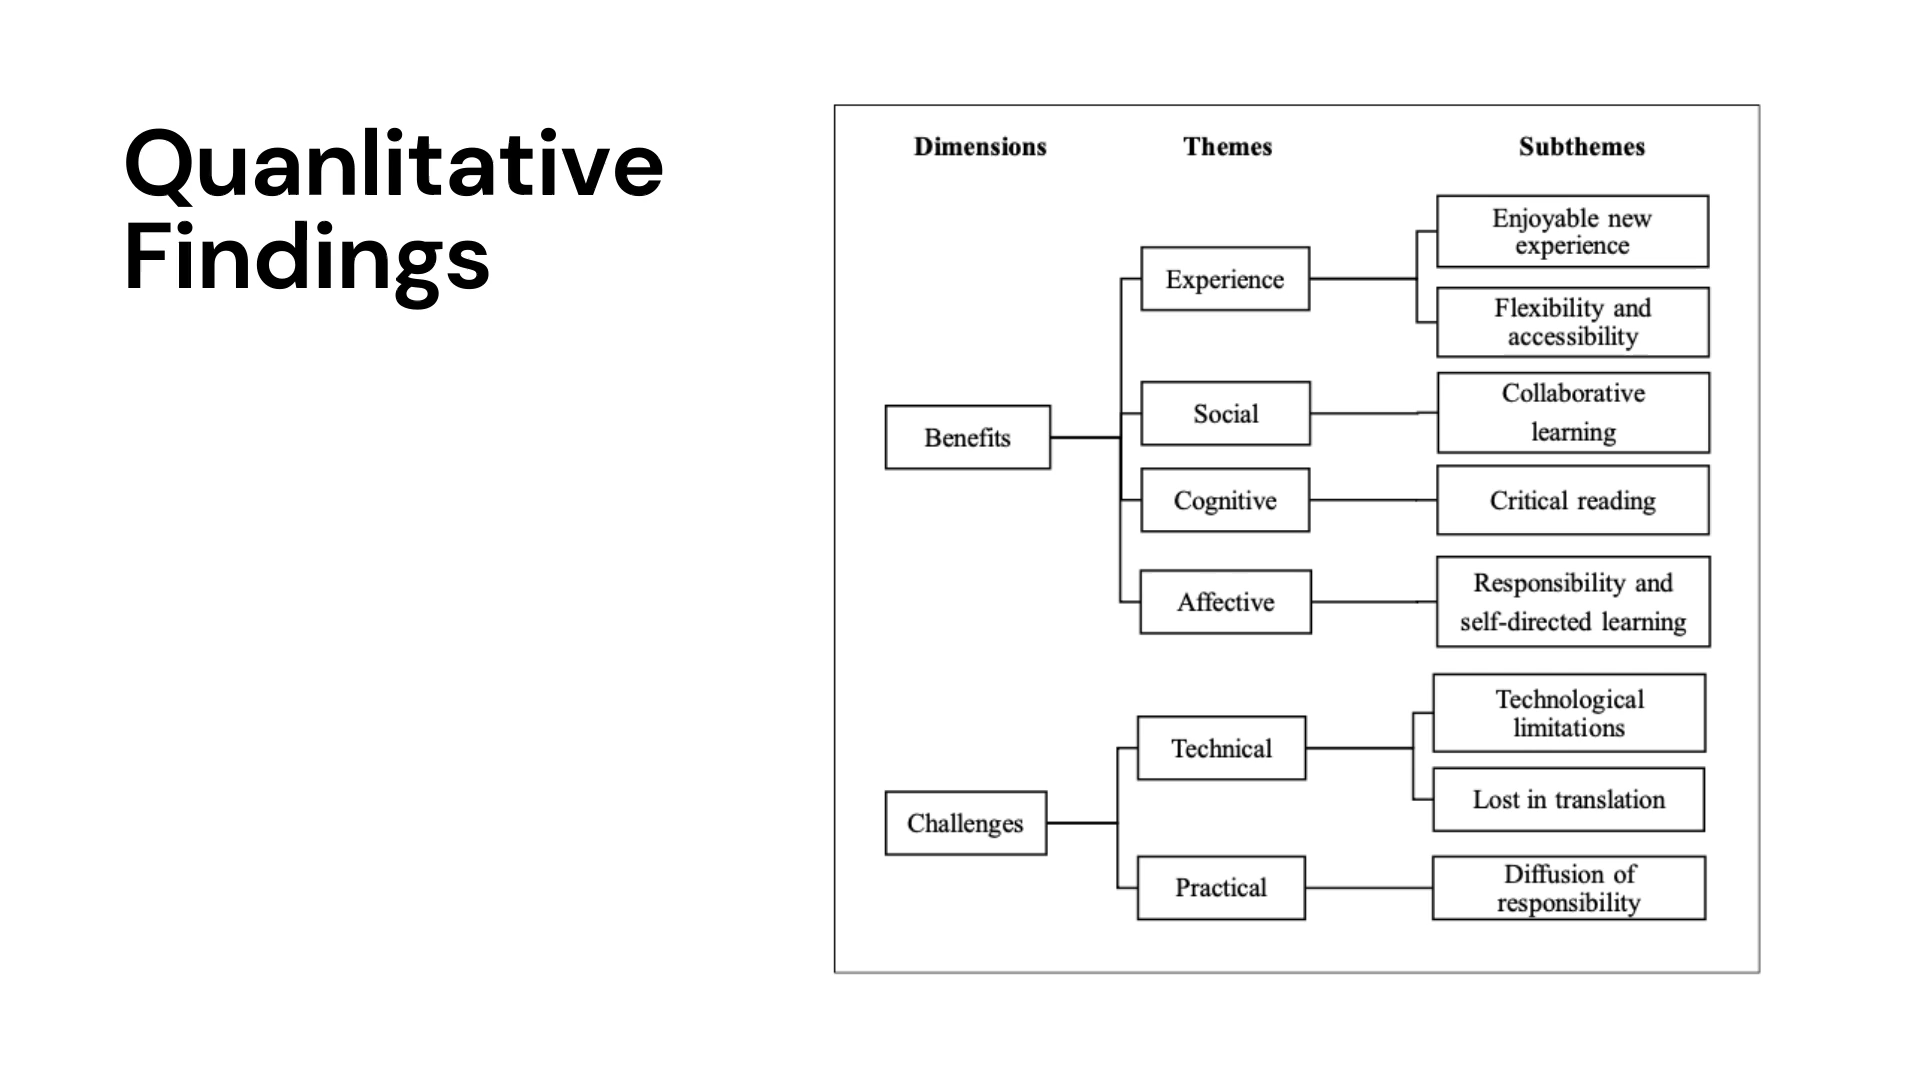 Quanlitative
Findings
Dimensions
Themes
Subthemes
Benefits
Experience
Enjoyable new
experience
Flexibility and
accessibility
Social
Collaborative
learning
Cognitive
Critical reading
Affective
Responsibility and
self-directed learning
Challenges
Technical
Technological
limitations
Lost in translation
Practical
Diffusion of
responsibility